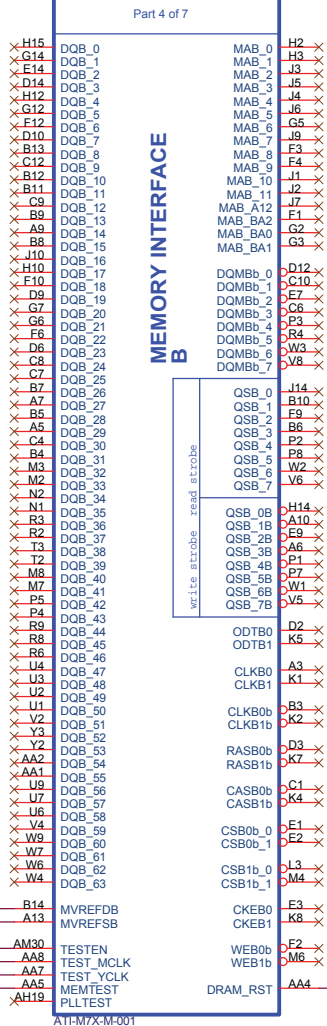 Part 4 of 7
H15 DQB_0
G14 DQB_1
E14 DQB_2
D14 DQB_3
H12 DQB_4
G12 DQB_5
F12 DQB_6
D10 DQB_7
B13 DQB_8
C12 DQB_9
B12 DQB_10
B11 DQB_11
C9 DQB_12
B9 DQB_13
A9 DQB_14
B8 DQB_15
J10 DQB_16
H10 DQB_17
F10 DQB_18
D9 DQB_19
G7 DQB_20
G6 DQB_21
F6 DQB_22
D6 DQB_23
C8 DQB_24
C7 DQB_25
B7 DQB_26
A7 DQB_27
B5 DQB_28
A5 DQB_29
C4 DQB_30
B4 DQB_31
M3 DQB_32
M2 DQB_33
N2 DQB_34
N1 DQB_35
R3 DQB_36
R2 DQB_37
T3 DQB_38
T2 DQB_39
M8 DQB_40
M7 DQB_41
P5 DQB_42
P4 DQB_43
R9 DQB_44
R8 DQB_45
R6 DQB_46
U4 DQB_47
U3 DQB_48
U2 DQB_49
U1 DQB_50
V2 DQB_51
Y3 DQB_52
Y2 DQB_53
AA2 DQB_54
AA1 DQB_55
U9 DQB_56
U7 DQB_57
U6 DQB_58
V4 DQB_59
W9 DQB_60
W7 DQB_61
W6 DQB_62
W4 DQB_63
B14 MVREFDB
A13 MVREFSB
AM30 TESTEN
AA8 TEST_MCLK
AA7 TEST_YCLK
AA5 MEMTEST
AH19 PLLTEST
MEMORY INTERFACE
B
read strobe
write strobe
MAB_0 H2
MAB_1 H3
MAB_2 J3
MAB_3 J5
MAB_4 J4
MAB_5 J6
MAB_6 G5
MAB_7 J9
MAB_8 F3
MAB_9 F4
MAB_10 J1
MAB_11 J2
MAB_A12 J7
MAB_BA2 F1
MAB_BA0 G2
MAB_BA1 G3
DQMBb_0 D12
DQMBb_1 C10
DQMBb_2 E7
DQMBb_3 C6
DQMBb_4 P3
DQMBb_5 R4
DQMBb_6 W3
DQMBb_7 V8
QSB_0 J14
QSB_1 B10
QSB_2 F9
QSB_3 B6
QSB_4 P2
QSB_5 P8
QSB_6 W2
QSB_7 V6
QSB_0B H14
QSB_1B A10
QSB_2B E9
QSB_3B A6
QSB_4B P1
QSB_5B P7
QSB_6B W1
QSB_7B V5
ODTB0 D2
ODTB1 K5
CLKB0 A3
CLKB1 K1
CLKB0b B3
CLKB1b K2
RASB0b D3
RASB1b K7
CASB0b C1
CASB1b K4
CSB0b_0 E1
CSB0b_1 E2
CSB1b_0 L3
CSB1b_1 M4
CKEB0 E3
CKEB1 K8
WEB0b F2
WEB1b M6
DRAM_RST AA4
ATI-M7X-M-001